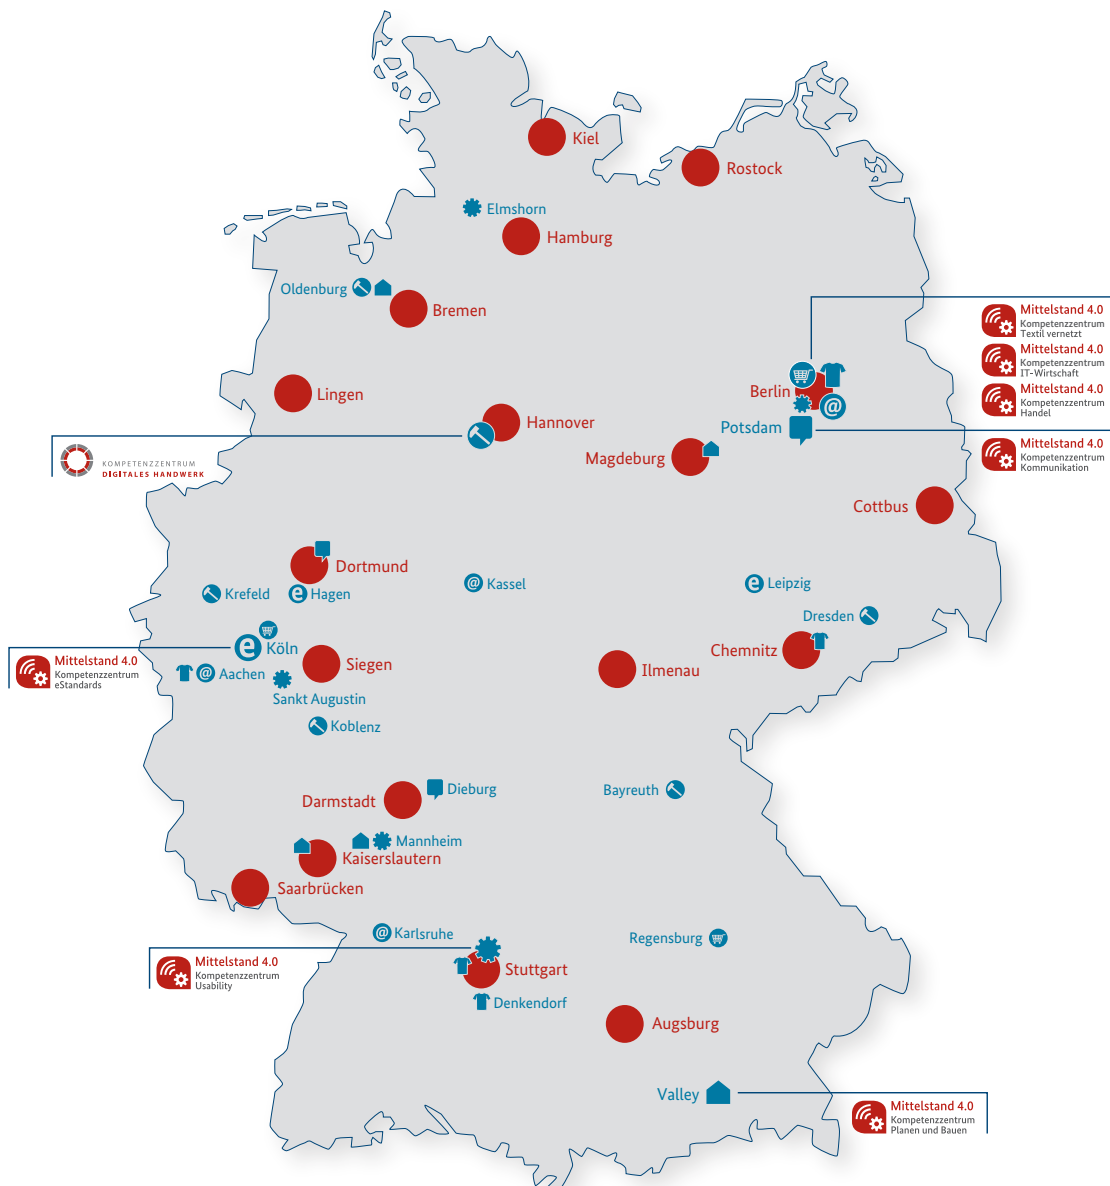 Kiel
Rostock
Elmshorn
Hamburg
Oldenburg
Bremen
Mittelstand 4.0
Kompetenzzentrum
Textil vernetzt
Mittelstand 4.0
Kompetenzzentrum
IT-Wirtschaft
Mittelstand 4.0
Kompetenzzentrum
Handel
Berlin
Lingen
Hannover
Potsdam
Mittelstand 4.0
Kompetenzzentrum
Kommunikation
KOMPETENZZENTRUM
DIGITALES HANDWERK
Magdeburg
Cottbus
Dortmund
Krefeld
e Hagen
@ Kassel
e Leipzig
Dresden
e Köln
Chemnitz
Mittelstand 4.0
Kompetenzzentrum
eStandards
@ Aachen
Siegen
Ilmenau
Sankt Augustin
Koblenz
Darmstadt
Dieburg
Bayreuth
Mannheim
Kaiserslautern
Saarbrücken
@ Karlsruhe
Regensburg
Mittelstand 4.0
Kompetenzzentrum
Usability
Stuttgart
Denkendorf
Augsburg
Valley
Mittelstand 4.0
Kompetenzzentrum
Planen und Bauen